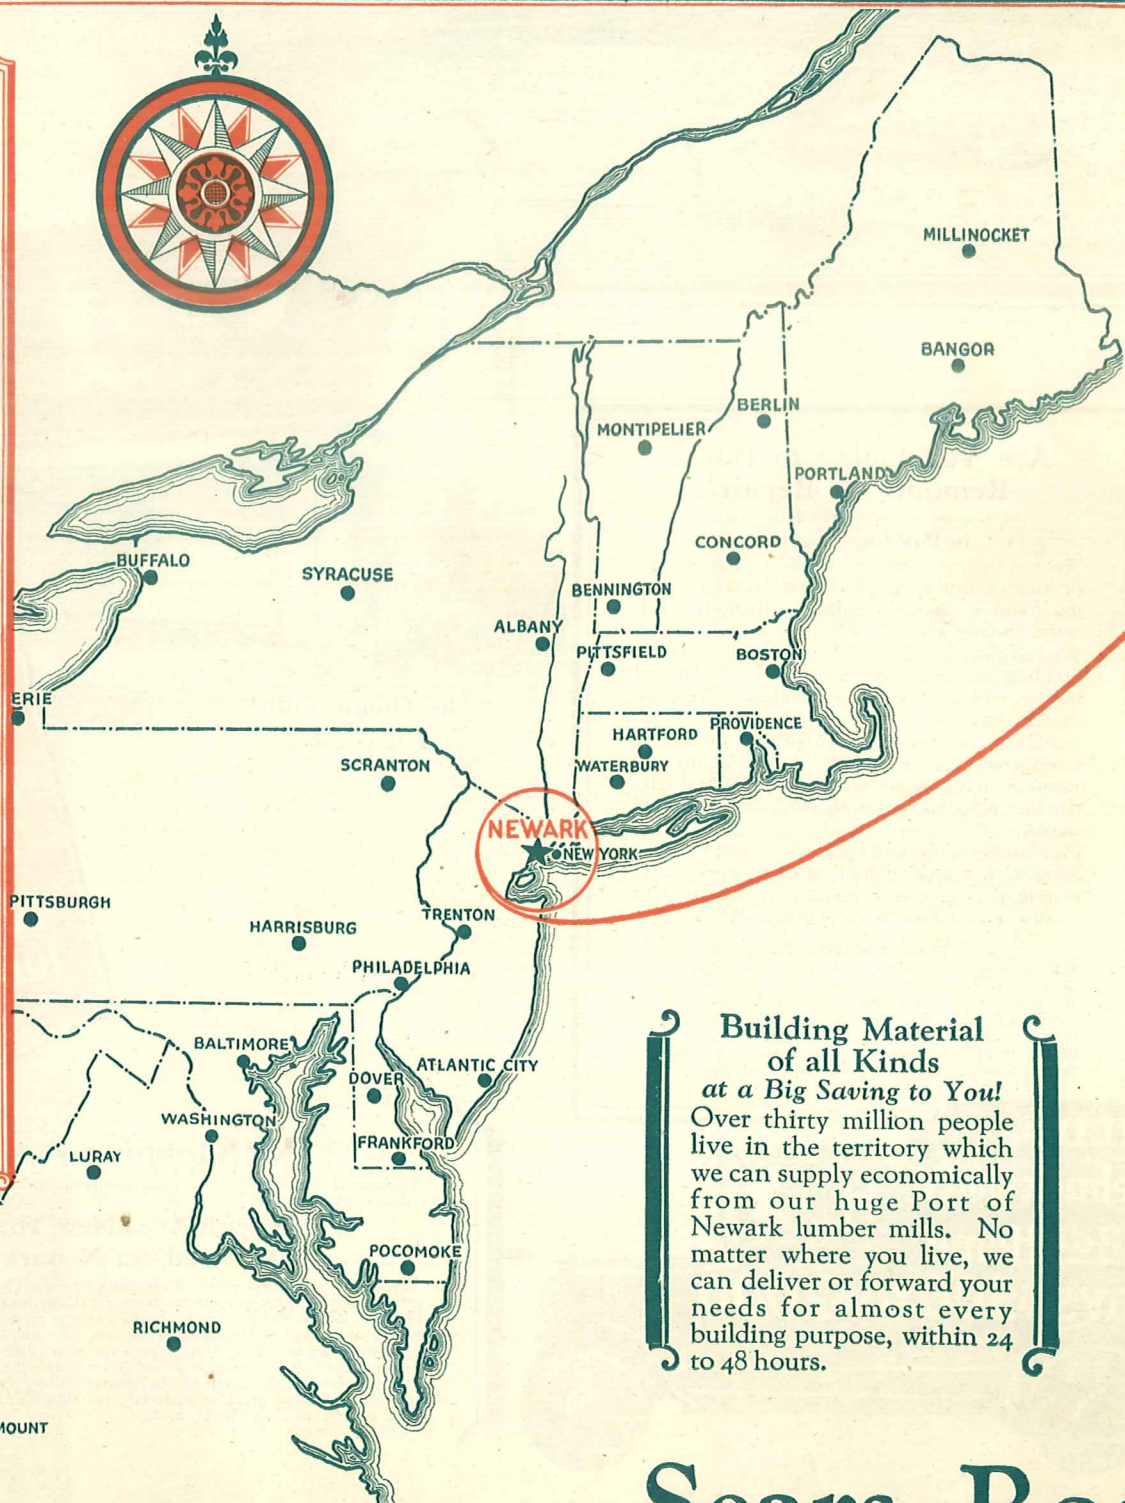 MILLINOCKET
BANGOR
BERLIN
MONTIPELIER
PORTLAND
CONCORD
BUFFALO
SYRACUSE
BENNINGTON
ALBANY
PITTSFIELD
BOSTON
ERIE
PROVIDENCE
HARTFORD
SCRANTON
WATERBURY
NEWARK
NEW YORK
PITTSBURGH
TRENTON
HARRISBURG
PHILADELPHIA
BALTIMORE
ATLANTIC CITY
DOVER
WASHINGTON
FRANKFORD
LURAY
POCOMOKE
RICHMOND
MOUNT
Building Material
of all Kinds
at a Big Saving to You!
Over thirty million people
live in the territory which
we can supply economically
from our huge Port of
Newark lumber mills. No
matter where you live, we
can deliver or forward your
needs for almost every
building purpose, within 24
to 48 hours.
Sears, Ro